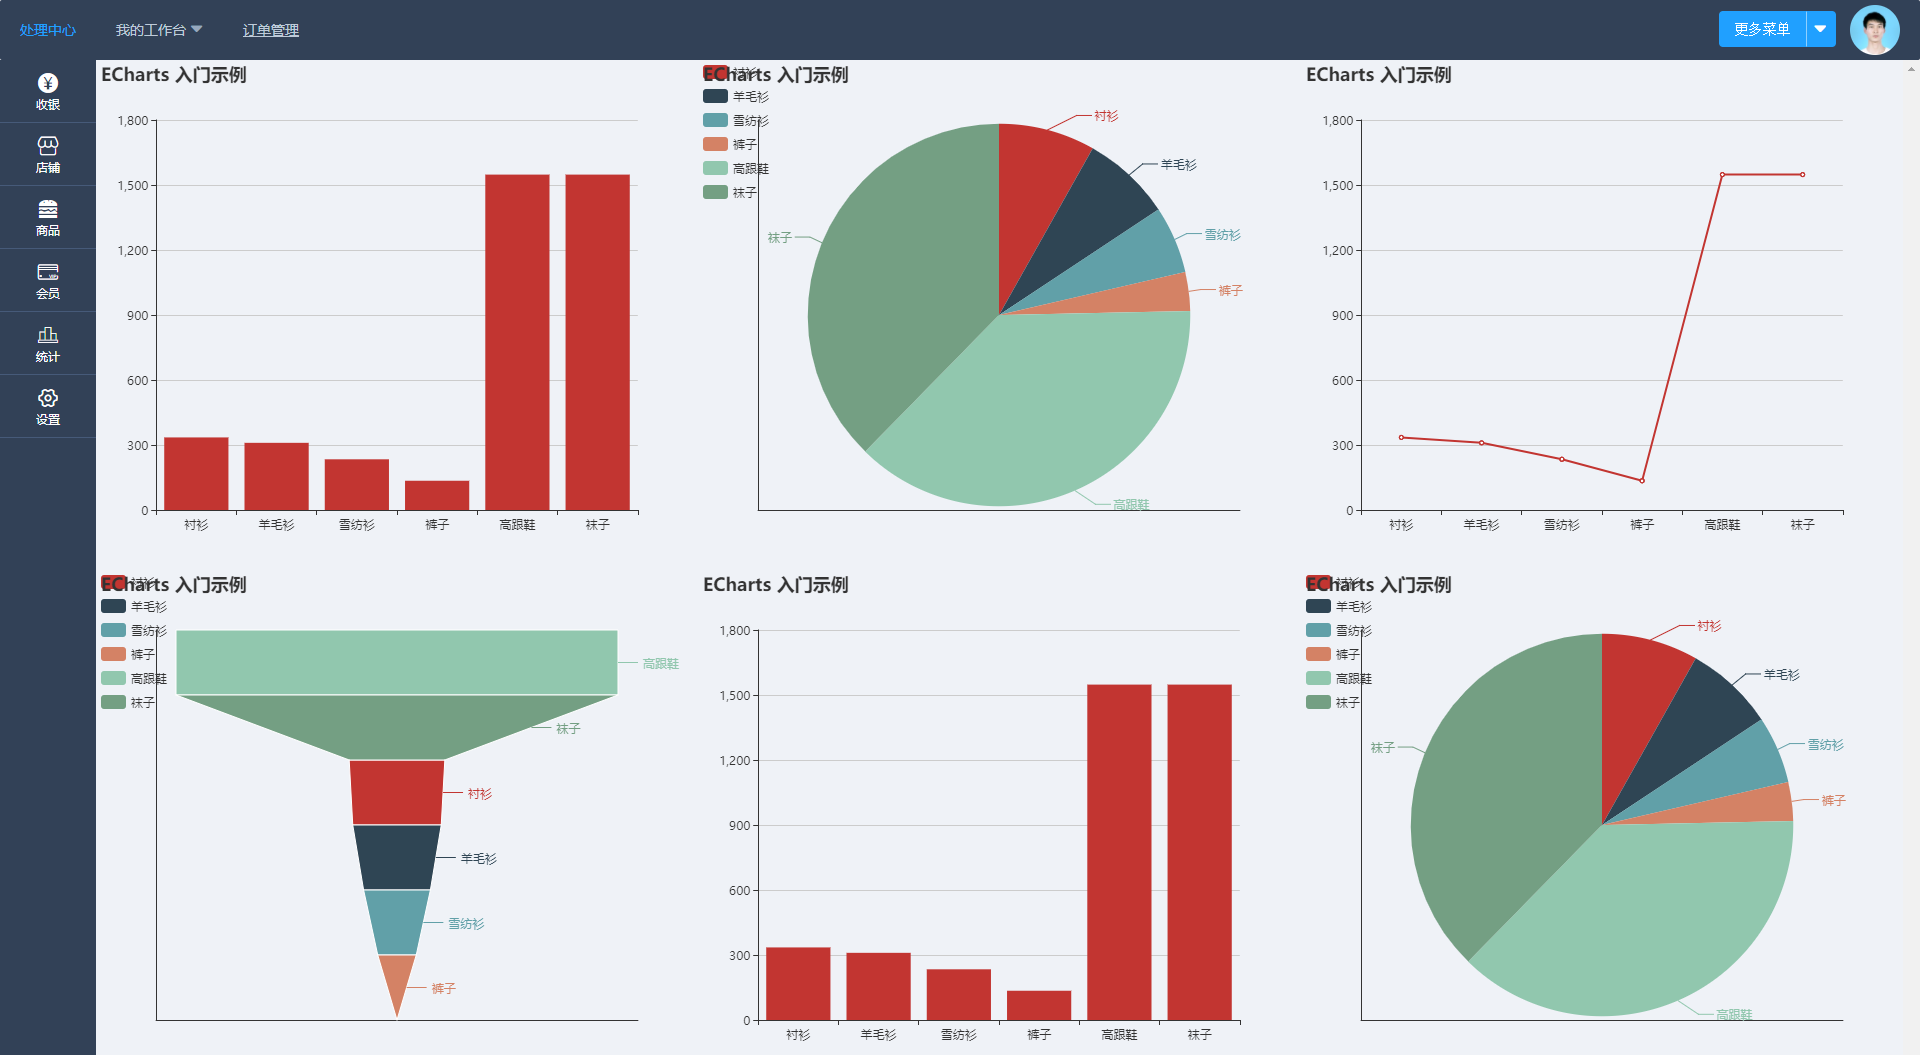 处理中心
我的工作台
订单管理
更多菜单
收银
店铺
商品
会员
VIP
统计
设置
ECharts 入门示例
1,800
1,500
1,200
900
600
300
0
衬衫
羊毛衫
雪纺衫
裤子
高跟鞋
袜子
ECharts 入门示例
衬衫
羊毛衫
雪纺衫
裤子
高跟鞋
袜子
衬衫
羊毛衫
雪纺衫
裤子
高跟鞋
袜子
ECharts 入门示例
1,800
1,500
1,200
900
600
300
0
衬衫
羊毛衫
雪纺衫
裤子
高跟鞋
袜子
ECharts 入门示例
衬衫
羊毛衫
雪纺衫
裤子
高跟鞋
袜子
高跟鞋
袜子
衬衫
羊毛衫
雪纺衫
裤子
ECharts 入门示例
1,800
1,500
1,200
900
600
300
0
衬衫
羊毛衫
雪纺衫
裤子
高跟鞋
袜子
ECharts 入门示例
衬衫
羊毛衫
雪纺衫
裤子
高跟鞋
袜子
衬衫
羊毛衫
雪纺衫
裤子
高跟鞋
袜子